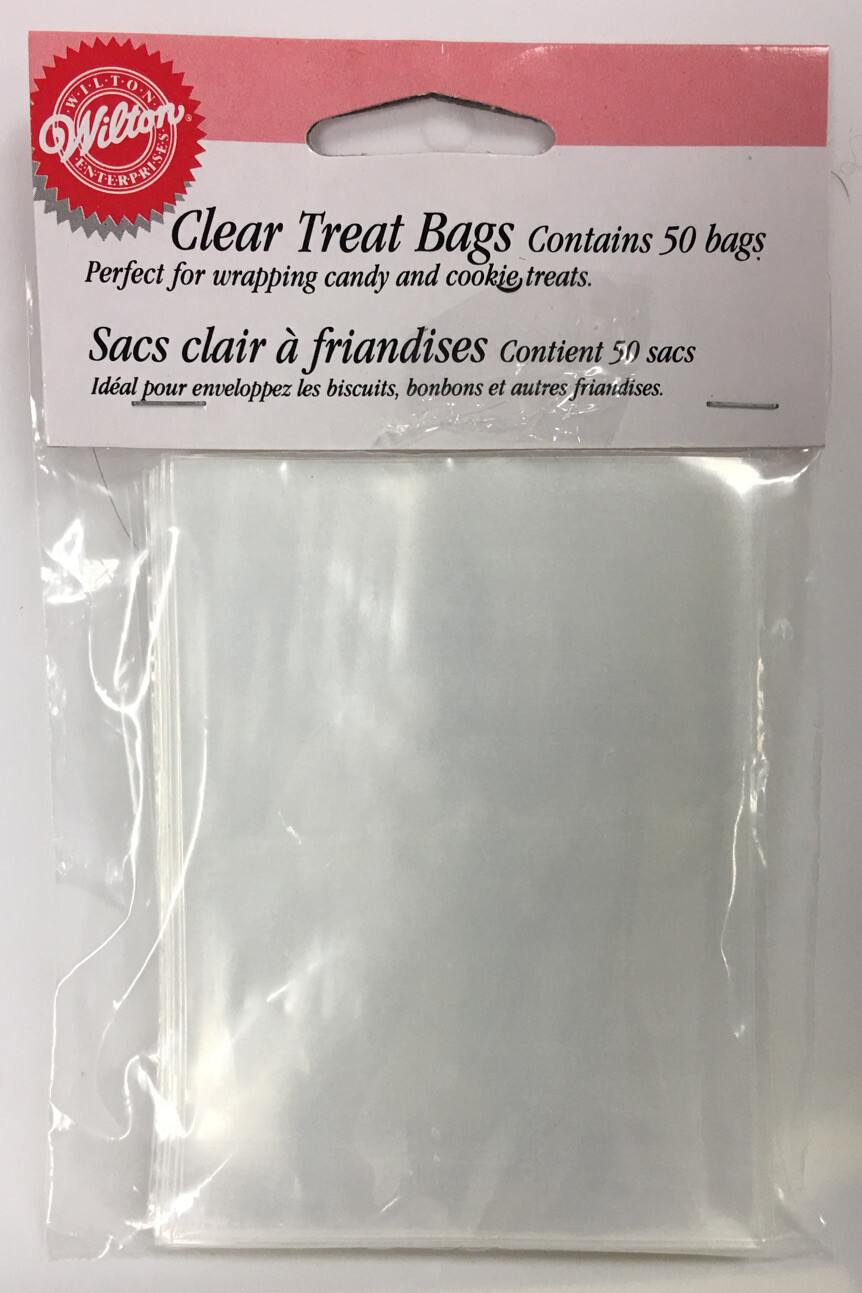 WILTON
Wilton®
ENTERPRISES
Clear Treat Bags Contains 50 bags
Perfect for wrapping candy and cookie treats.
Sacs clair à friandises Contient 50 sacs
Idéal pour enveloppez les biscuits, bonbons et autres friandises.